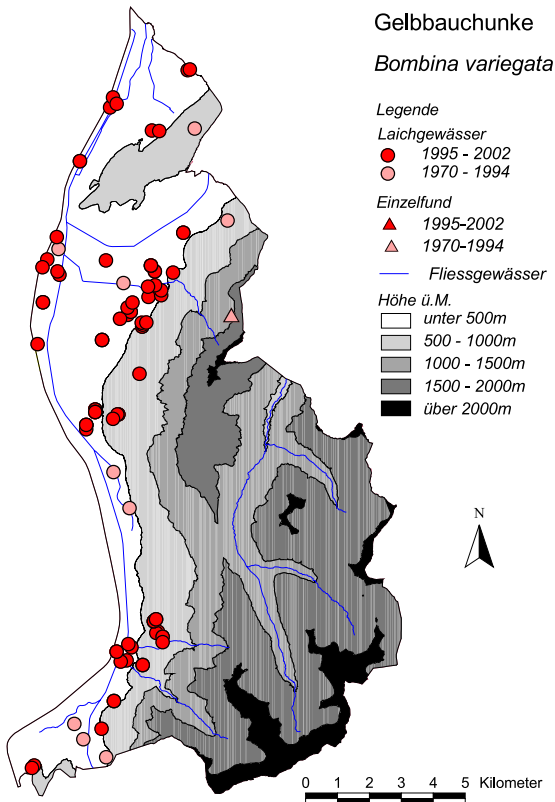 Gelbbauchunke
Bombina variegata
Legende
Laichgewässer
1995 - 2002
1970 - 1994
Einzelfund
1995-2002
1970-1994
Fliessgewässer
Höhe ü.M.
unter 500m
500 - 1000m
1000 - 1500m
1500 - 2000m
über 2000m
N
0 1 2 3 4 5 Kilometer